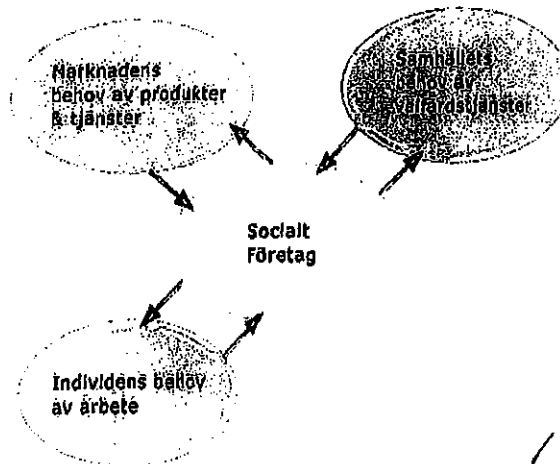 Marknadens
behov av produkter
& tjänster
Samhällets
behov av
välfärdstjänster
Socialt
Företag
Individens behov
av arbete